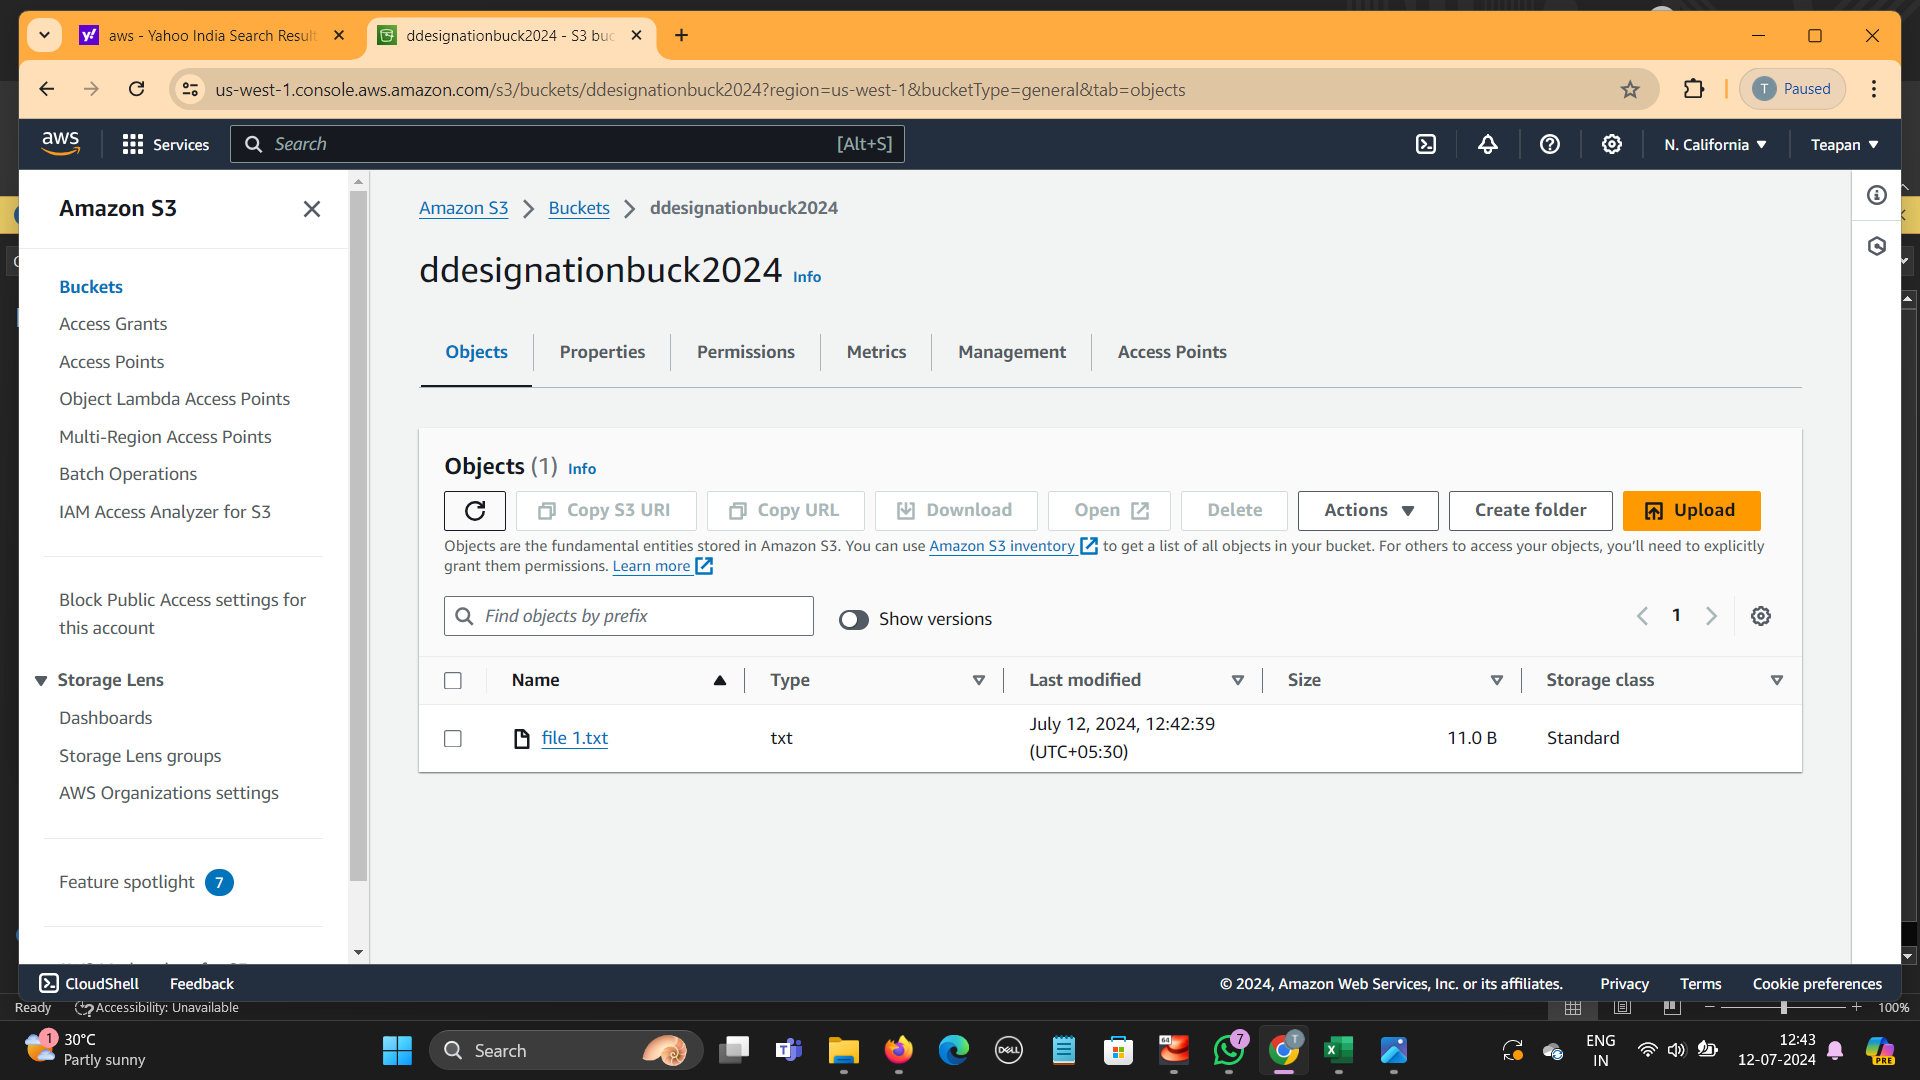 aws - Yahoo India Search Result
ddesignationbuck2024 - S3 buc
us-west-1.console.aws.amazon.com/s3/buckets/ddesignationbuck2024?region=us-west-1&bucketType=general&tab=objects
T Paused
aws
Services
Search
[Alt+S]
N. California
Teapan
Amazon S3
Buckets
Access Grants
Access Points
Object Lambda Access Points
Multi-Region Access Points
Batch Operations
IAM Access Analyzer for S3
Block Public Access settings for
this account
Storage Lens
Dashboards
Storage Lens groups
AWS Organizations settings
Feature spotlight 7
Amazon S3 > Buckets > ddesignationbuck2024
ddesignationbuck2024 Info
Objects
Properties
Permissions
Metrics
Management
Access Points
Objects (1) Info
Copy S3 URI
Copy URL
Download
Open
Delete
Actions
Create folder
Upload
Objects are the fundamental entities stored in Amazon S3. You can use Amazon S3 inventory to get a list of all objects in your bucket. For others to access your objects, you'll need to explicitly
grant them permissions. Learn more
Find objects by prefix
Show versions
1
Name Type Last modified Size Storage class
file 1.txt txt July 12, 2024, 12:42:39 11.0 B Standard
(UTC+05:30)
CloudShell Feedback
© 2024, Amazon Web Services, Inc. or its affiliates. Privacy Terms Cookie preferences
Ready Accessibility: Unavailable 100%
1
30°C
Partly sunny
Search
DELL
64
7
T
ENG
IN
12:43
12-07-2024
PRE